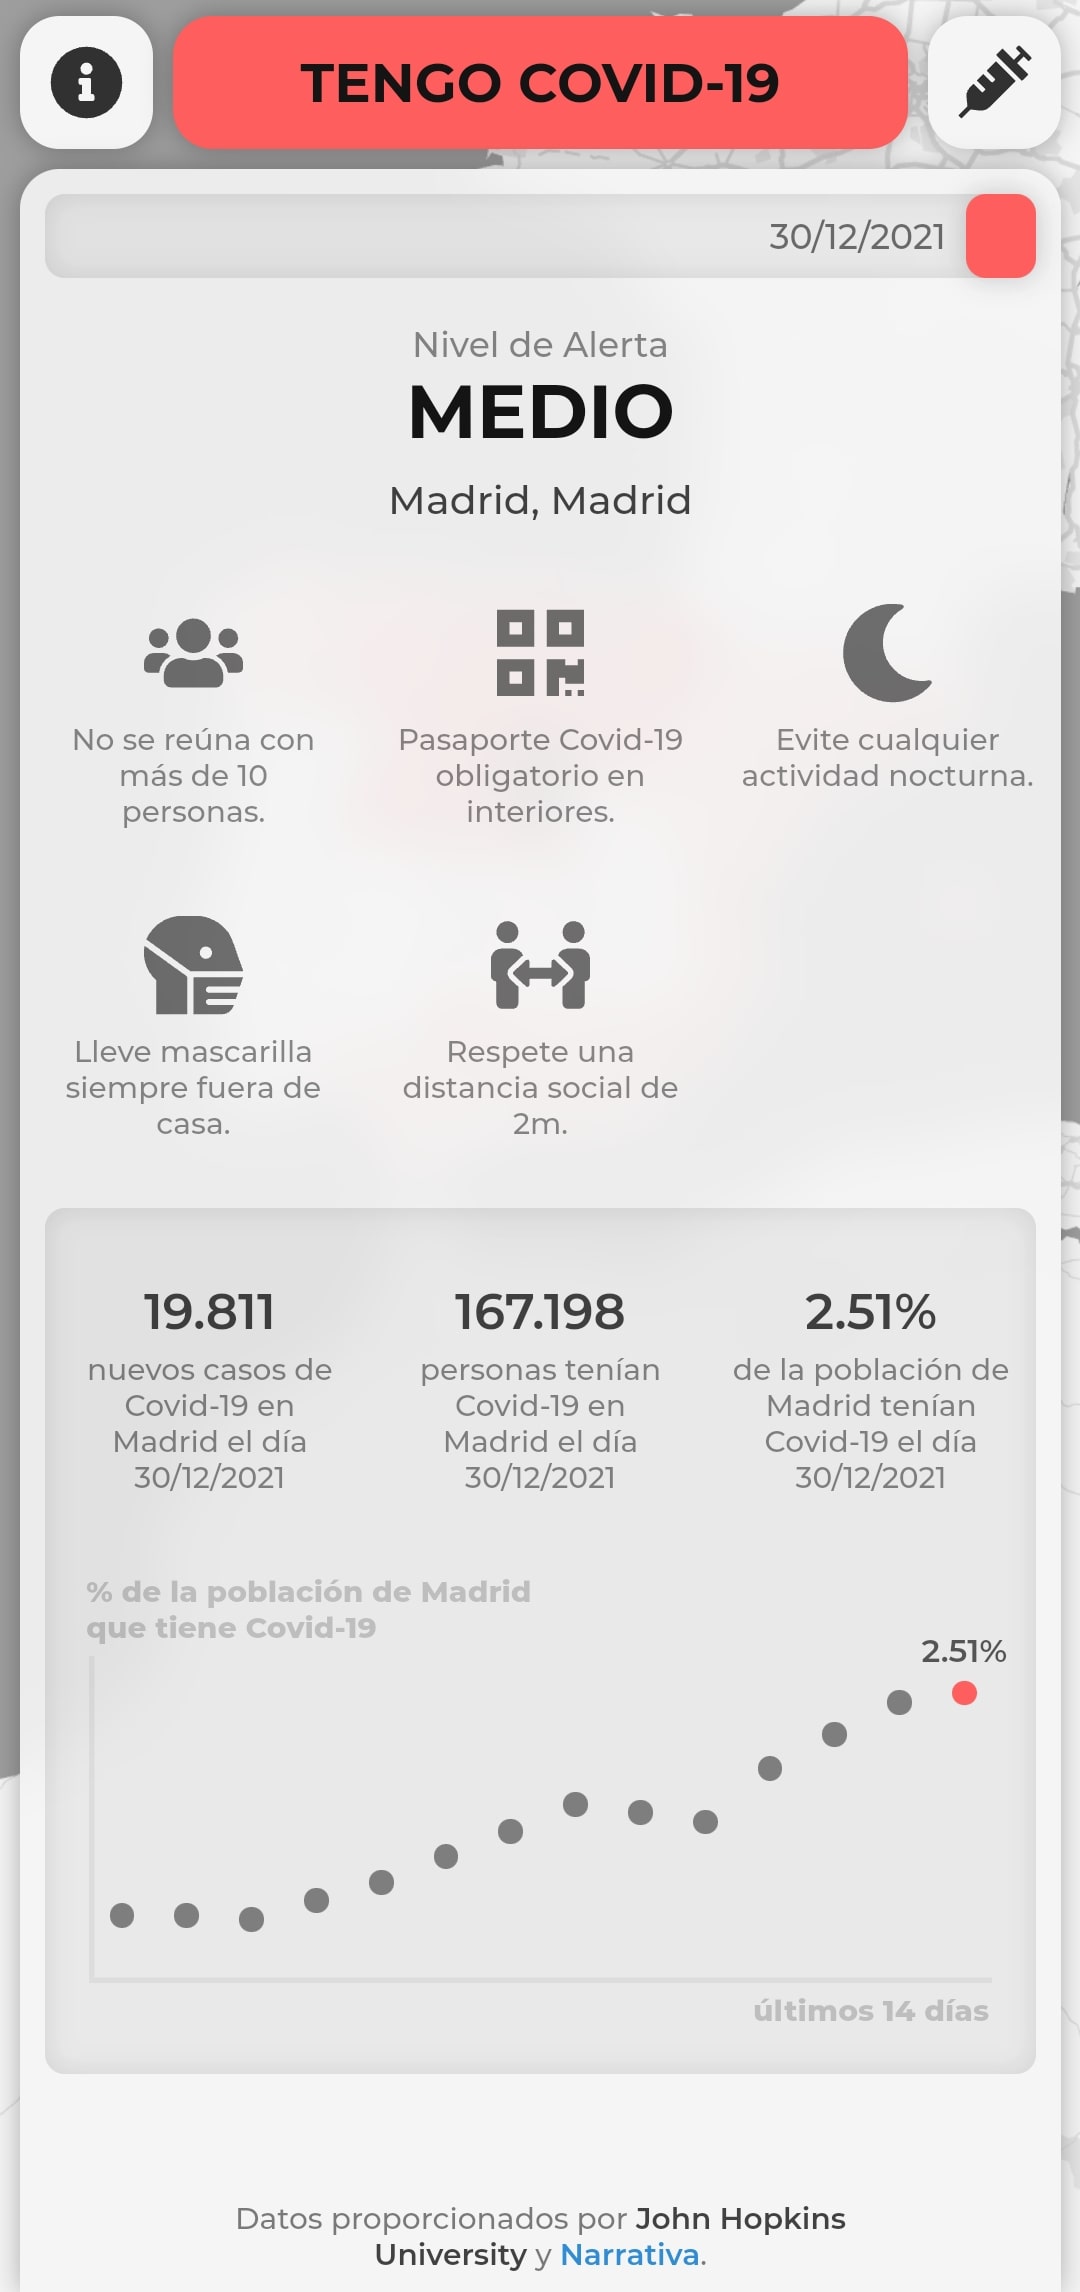 TENGO COVID-19
30/12/2021
Nivel de Alerta
MEDIO
Madrid, Madrid
No se reúna con
más de 10
personas.
Pasaporte Covid-19
obligatorio en
interiores.
Evite cualquier
actividad nocturna.
Lleve mascarilla
siempre fuera de
casa.
Respete una
distancia social de
2m.
19.811
nuevos casos de
Covid-19 en
Madrid el día
30/12/2021
167.198
personas tenían
Covid-19 en
Madrid el día
30/12/2021
2.51%
de la población de
Madrid tenían
Covid-19 el día
30/12/2021
% de la población de Madrid
que tiene Covid-19
2.51%
últimos 14 días
Datos proporcionados por John Hopkins
University y Narrativa.